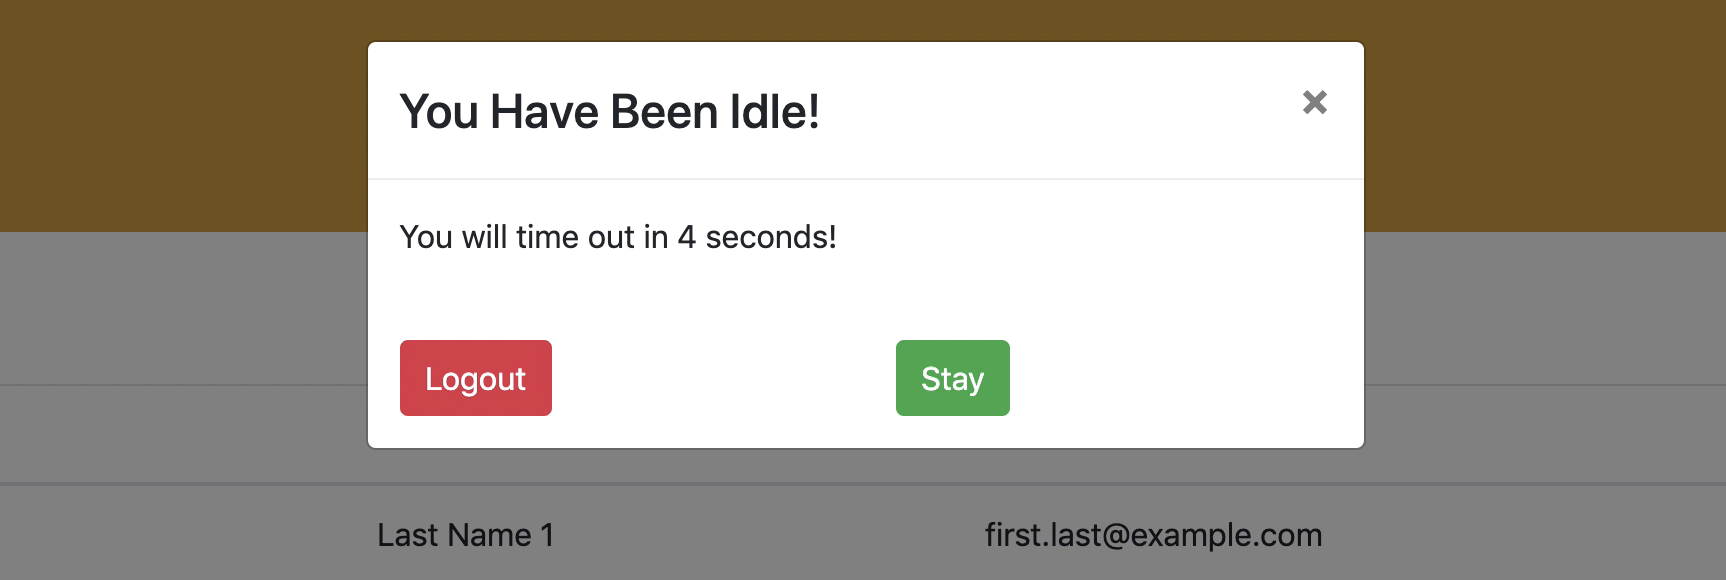 You Have Been Idle!
×
You will time out in 4 seconds!
Logout Stay
Last Name 1 first.last@example.com